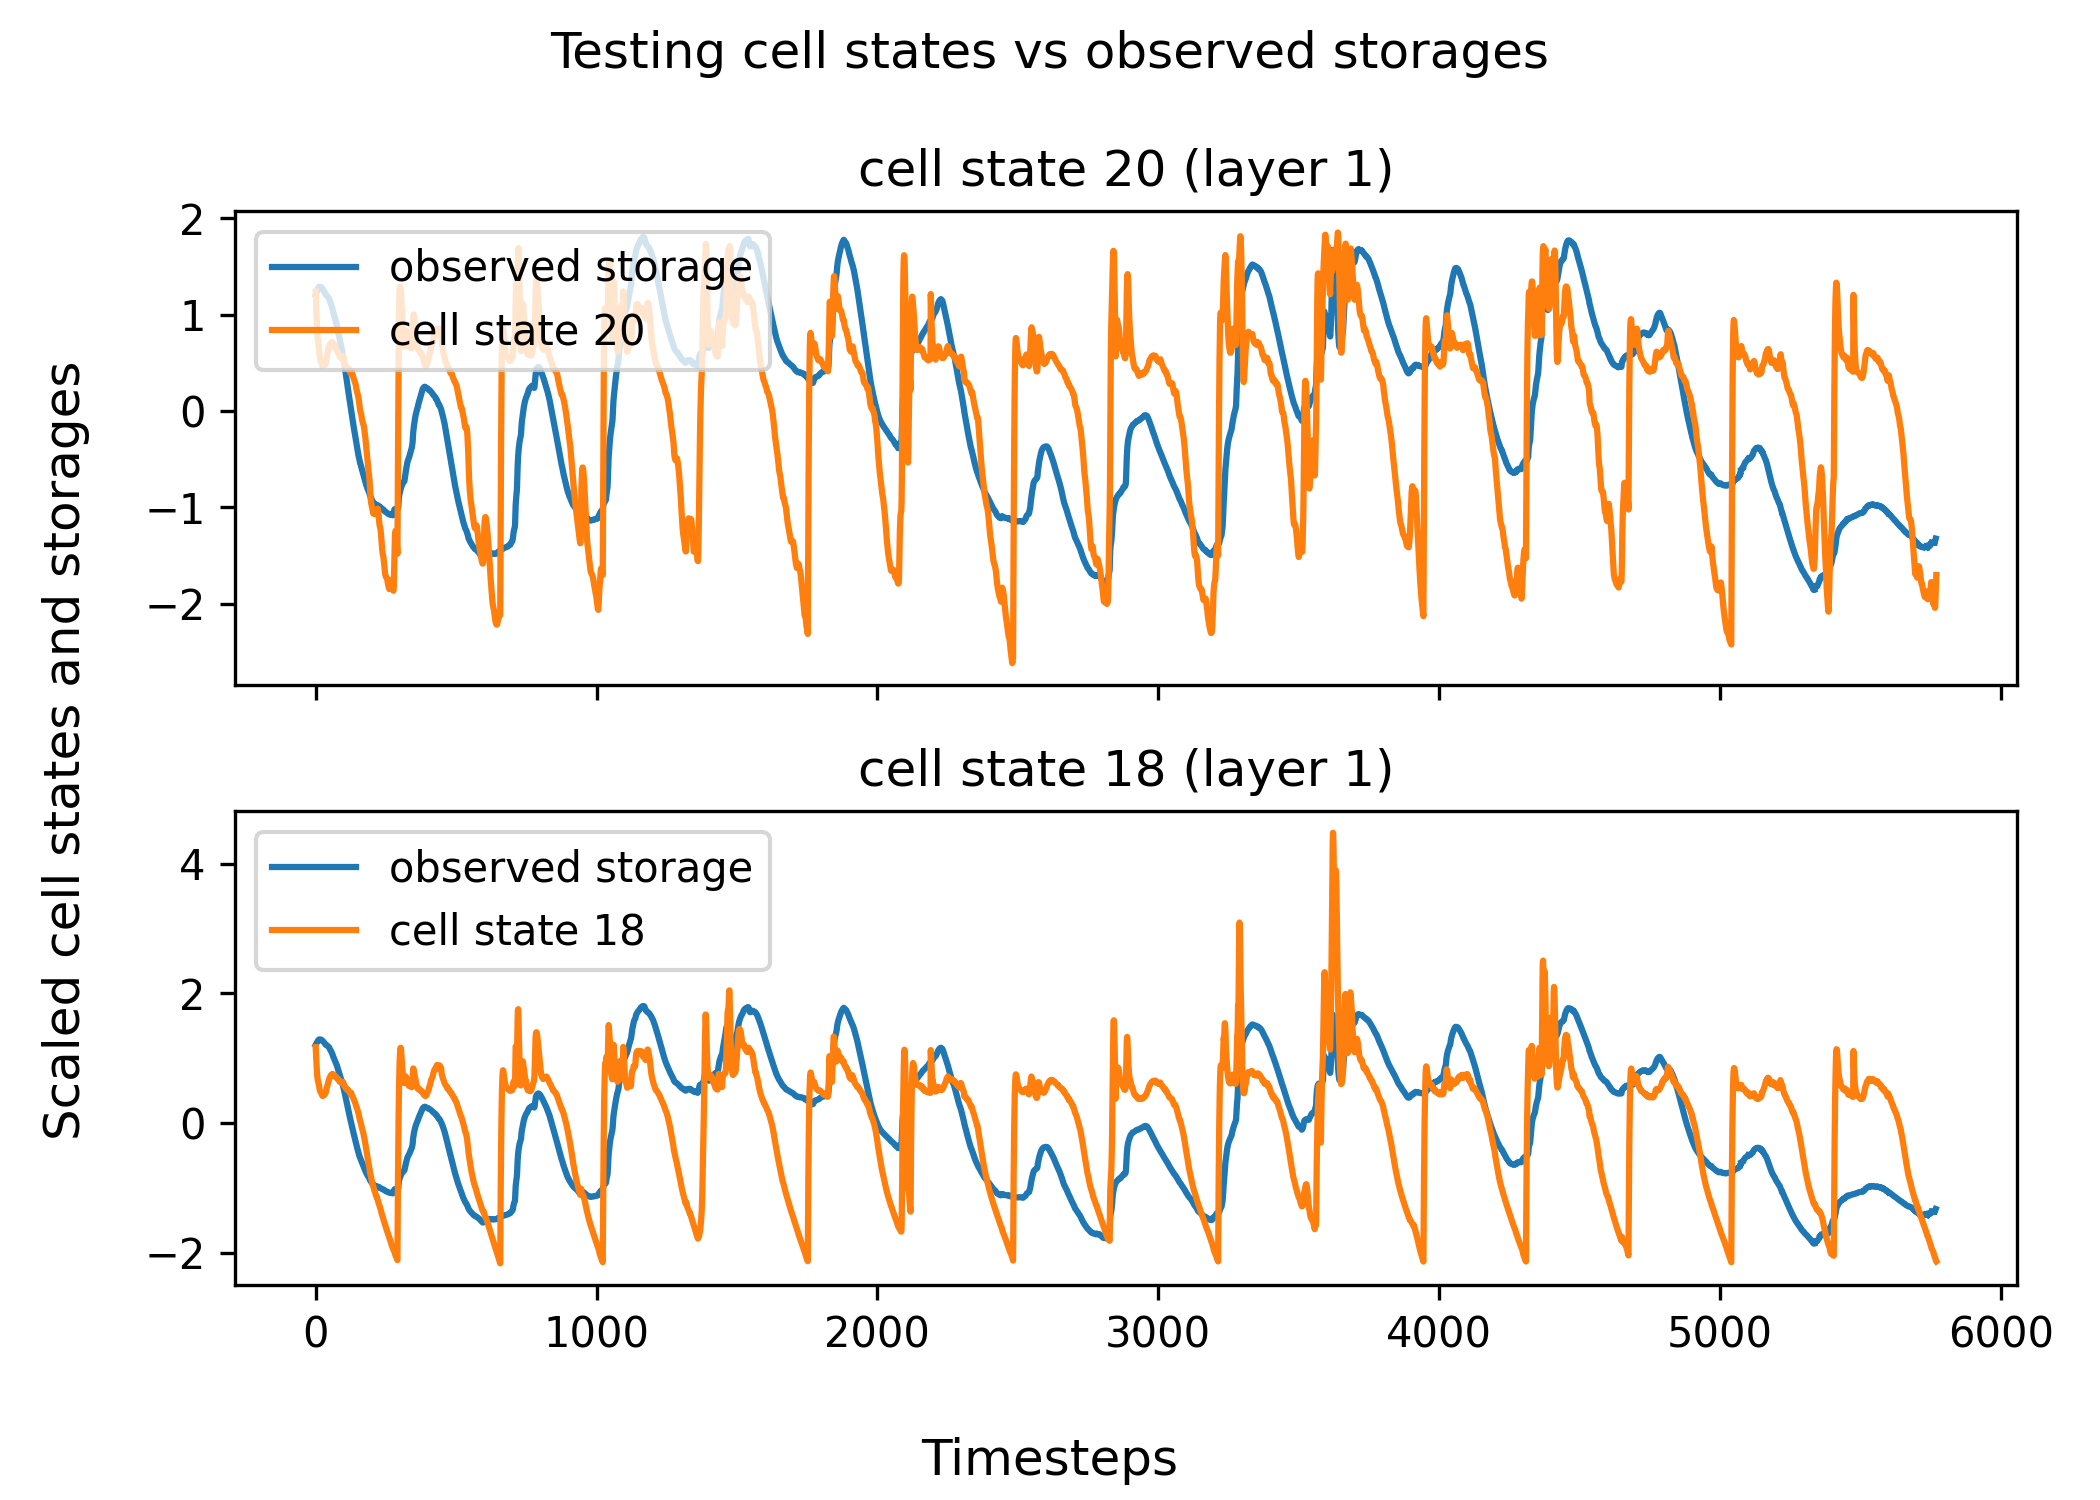 Testing cell states vs observed storages
cell state 20 (layer 1)
2
1
0
−1
−2
observed storage
cell state 20
Scaled cell states and storages
cell state 18 (layer 1)
4
2
0
−2
observed storage
cell state 18
0 1000 2000 3000 4000 5000 6000
Timesteps